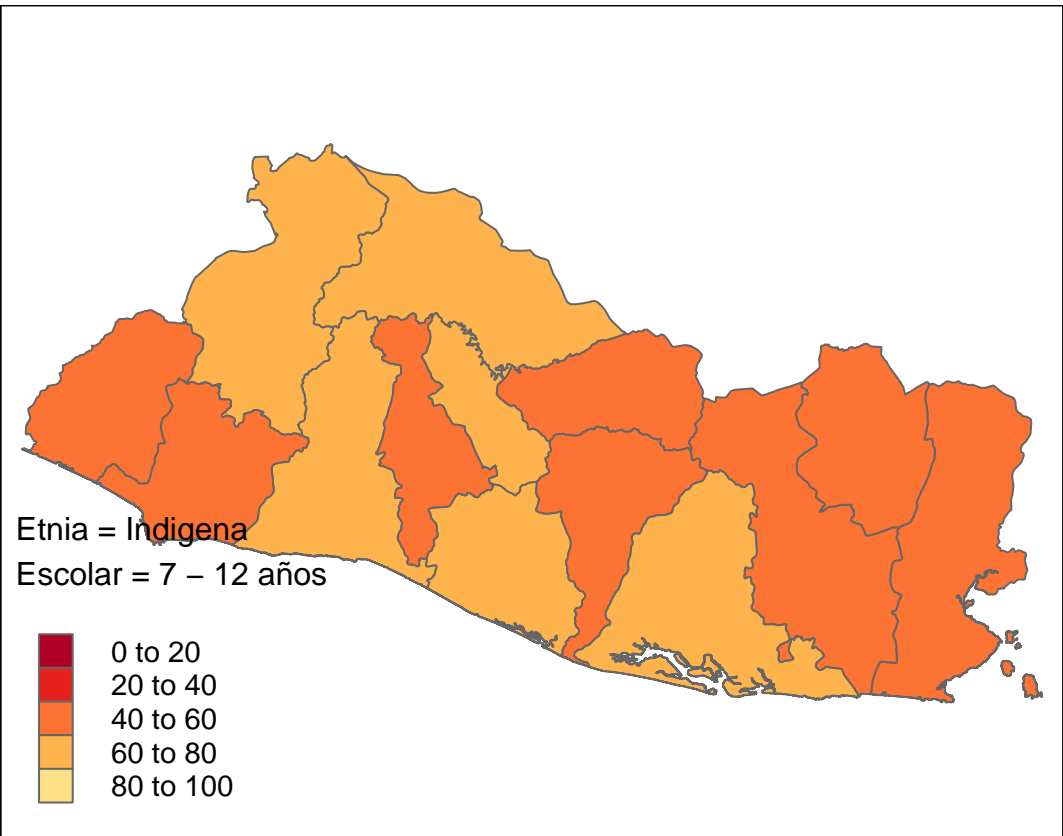 Etnia = Indigena
Escolar = 7 − 12 años
0 to 20
20 to 40
40 to 60
60 to 80
80 to 100